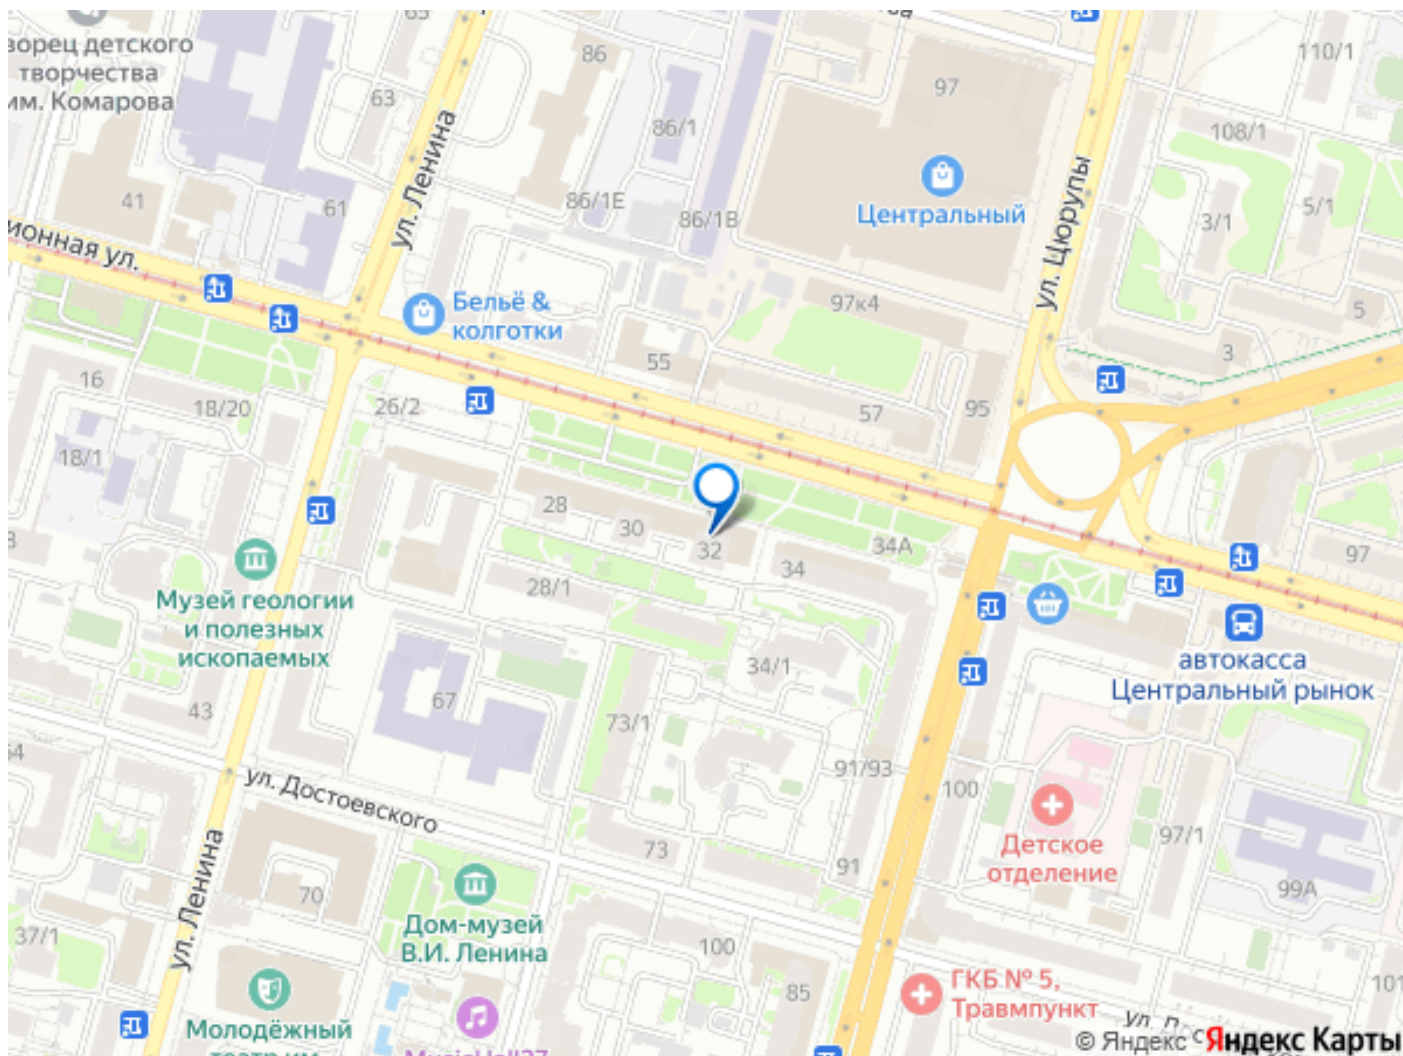 65
63
ворец детского
творчества
им. Комарова
63
41
61
ул. Ленина
86
86/1
86/1Е
86/1В
97
Центральный
ул. Цюрупы
110/1
108/1
3/1
5/1
5
3
ионная ул.
Бельё &
колготки
97к4
55
57
95
16
18/20
26/2
18/1
28
30
32
34
34А
97
28/1
Музей геологии
и полезных
ископаемых
автокасса
Центральный рынок
34/1
67
43
73/1
91/93
100
ул. Достоевского
Детское
отделение
97/1
99А
73
91
70
ул. Ленина
37/1
Дом-музей
В.И. Ленина
100
85
ГКБ № 5,
Травмпункт
101
Молодёжный
театр им.
© Яндекс
Яндекс Карты